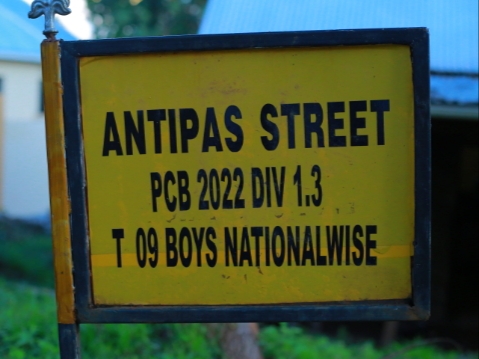 ANTIPAS STREET
PCB 2022 DIV 1.3
T 09 BOYS NATIONALWISE